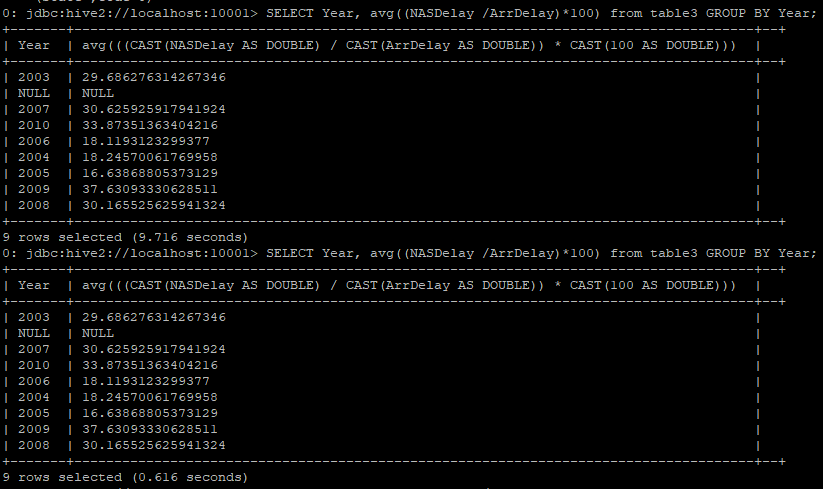 0: jdbc:hive2://localhost:10001> SELECT Year, avg((NASDelay /ArrDelay)*100) from table3 GROUP BY Year;
+-------+--------------------------------------------------------------------------------------+--+
| Year | avg(((CAST(NASDelay AS DOUBLE) / CAST(ArrDelay AS DOUBLE)) * CAST(100 AS DOUBLE))) |
+-------+--------------------------------------------------------------------------------------+--+
| 2003 | 29.686276314267346 |
| NULL | NULL |
| 2007 | 30.625925917941924 |
| 2010 | 33.87351363404216 |
| 2006 | 18.1193123299377 |
| 2004 | 18.24570061769958 |
| 2005 | 16.63868805373129 |
| 2009 | 37.63093330628511 |
| 2008 | 30.165525625941324 |
+-------+--------------------------------------------------------------------------------------+--+
9 rows selected (9.716 seconds)
0: jdbc:hive2://localhost:10001> SELECT Year, avg((NASDelay /ArrDelay)*100) from table3 GROUP BY Year;
+-------+--------------------------------------------------------------------------------------+--+
| Year | avg(((CAST(NASDelay AS DOUBLE) / CAST(ArrDelay AS DOUBLE)) * CAST(100 AS DOUBLE))) |
+-------+--------------------------------------------------------------------------------------+--+
| 2003 | 29.686276314267346 |
| NULL | NULL |
| 2007 | 30.625925917941924 |
| 2010 | 33.87351363404216 |
| 2006 | 18.1193123299377 |
| 2004 | 18.24570061769958 |
| 2005 | 16.63868805373129 |
| 2009 | 37.63093330628511 |
| 2008 | 30.165525625941324 |
+-------+--------------------------------------------------------------------------------------+--+
9 rows selected (0.616 seconds)